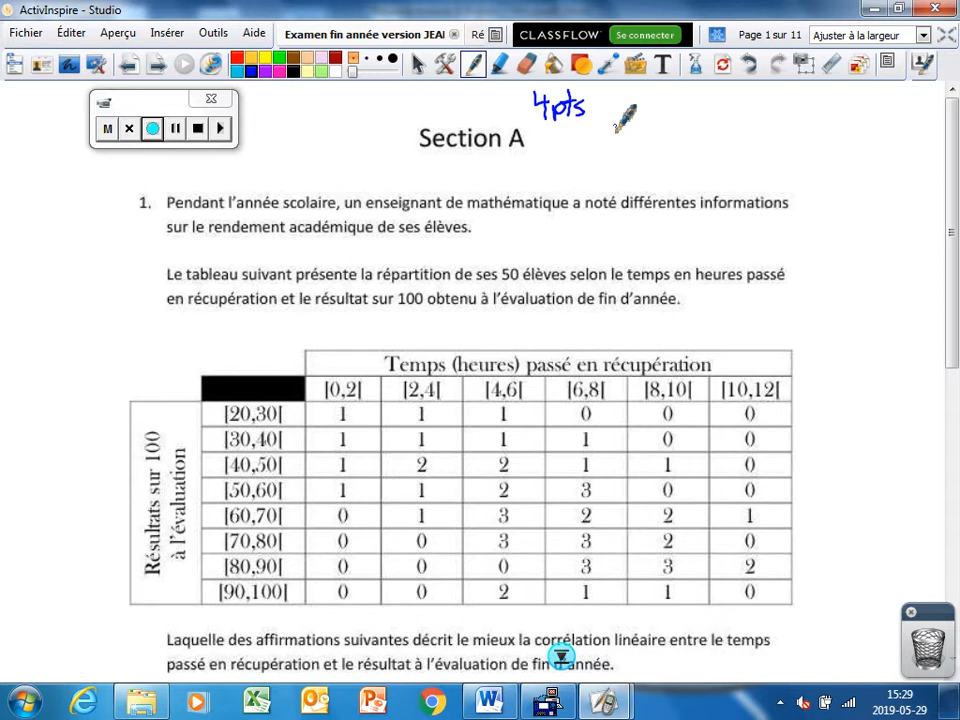 ActivInspire - Studio
Fichier Éditer Aperçu Insérer Outils Aide Examen fin année version JEAN Ré CLASSFLOW Se connecter Page 1 sur 11 Ajuster à la largeur
M
4pts
Section A
1. Pendant l'année scolaire, un enseignant de mathématique a noté différentes informations
sur le rendement académique de ses élèves.
Le tableau suivant présente la répartition de ses 50 élèves selon le temps en heures passé
en récupération et le résultat sur 100 obtenu à l'évaluation de fin d'année.
Temps (heures) passé en récupération
[0,2[ [2,4[ [4,6[ [6,8[ [8,10[ [10,12[
Résultats sur 100
à l'évaluation
[20,30[ 1 1 1 0 0 0
[30,40[ 1 1 1 1 0 0
[40,50[ 1 2 2 1 1 0
[50,60[ 1 1 2 3 0 0
[60,70[ 0 1 3 2 2 1
[70,80[ 0 0 3 3 2 0
[80,90[ 0 0 0 3 3 2
[90,100[ 0 0 2 1 1 0
Laquelle des affirmations suivantes décrit le mieux la corrélation linéaire entre le temps
passé en récupération et le résultat à l'évaluation de fin année.
15:29
2019-05-29